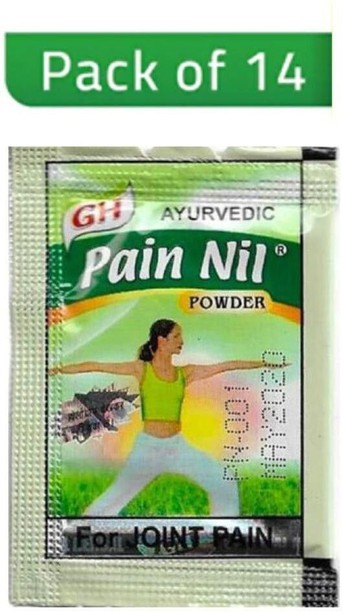 Pack of 14
GH
AYURVEDIC
Pain Nil®
POWDER
PN-001
MAY2020
For JOINT PAIN